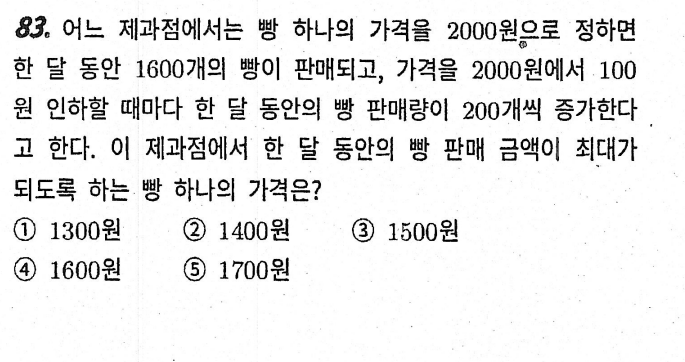 83. 어느 제과점에서는 빵 하나의 가격을 2000원으로 정하면
한 달 동안 1600개의 빵이 판매되고, 가격을 2000원에서 100
원 인하할 때마다 한 달 동안의 빵 판매량이 200개씩 증가한다
고 한다. 이 제과점에서 한 달 동안의 빵 판매 금액이 최대가
되도록 하는 빵 하나의 가격은?
① 1300원 ② 1400원 ③ 1500원
④ 1600원 ⑤ 1700원